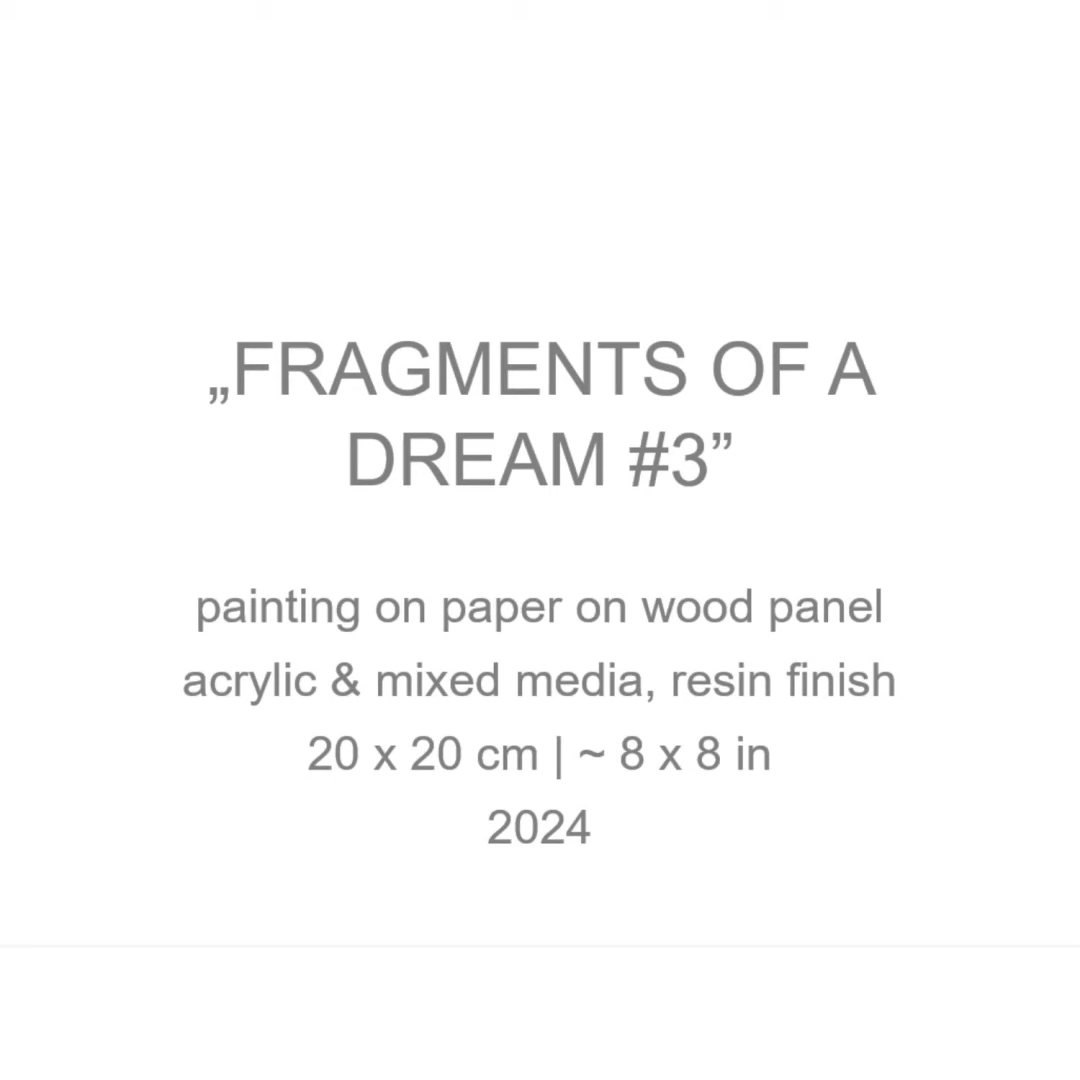 „FRAGMENTS OF A
DREAM #3”
painting on paper on wood panel
acrylic & mixed media, resin finish
20 x 20 cm | ~ 8 x 8 in
2024